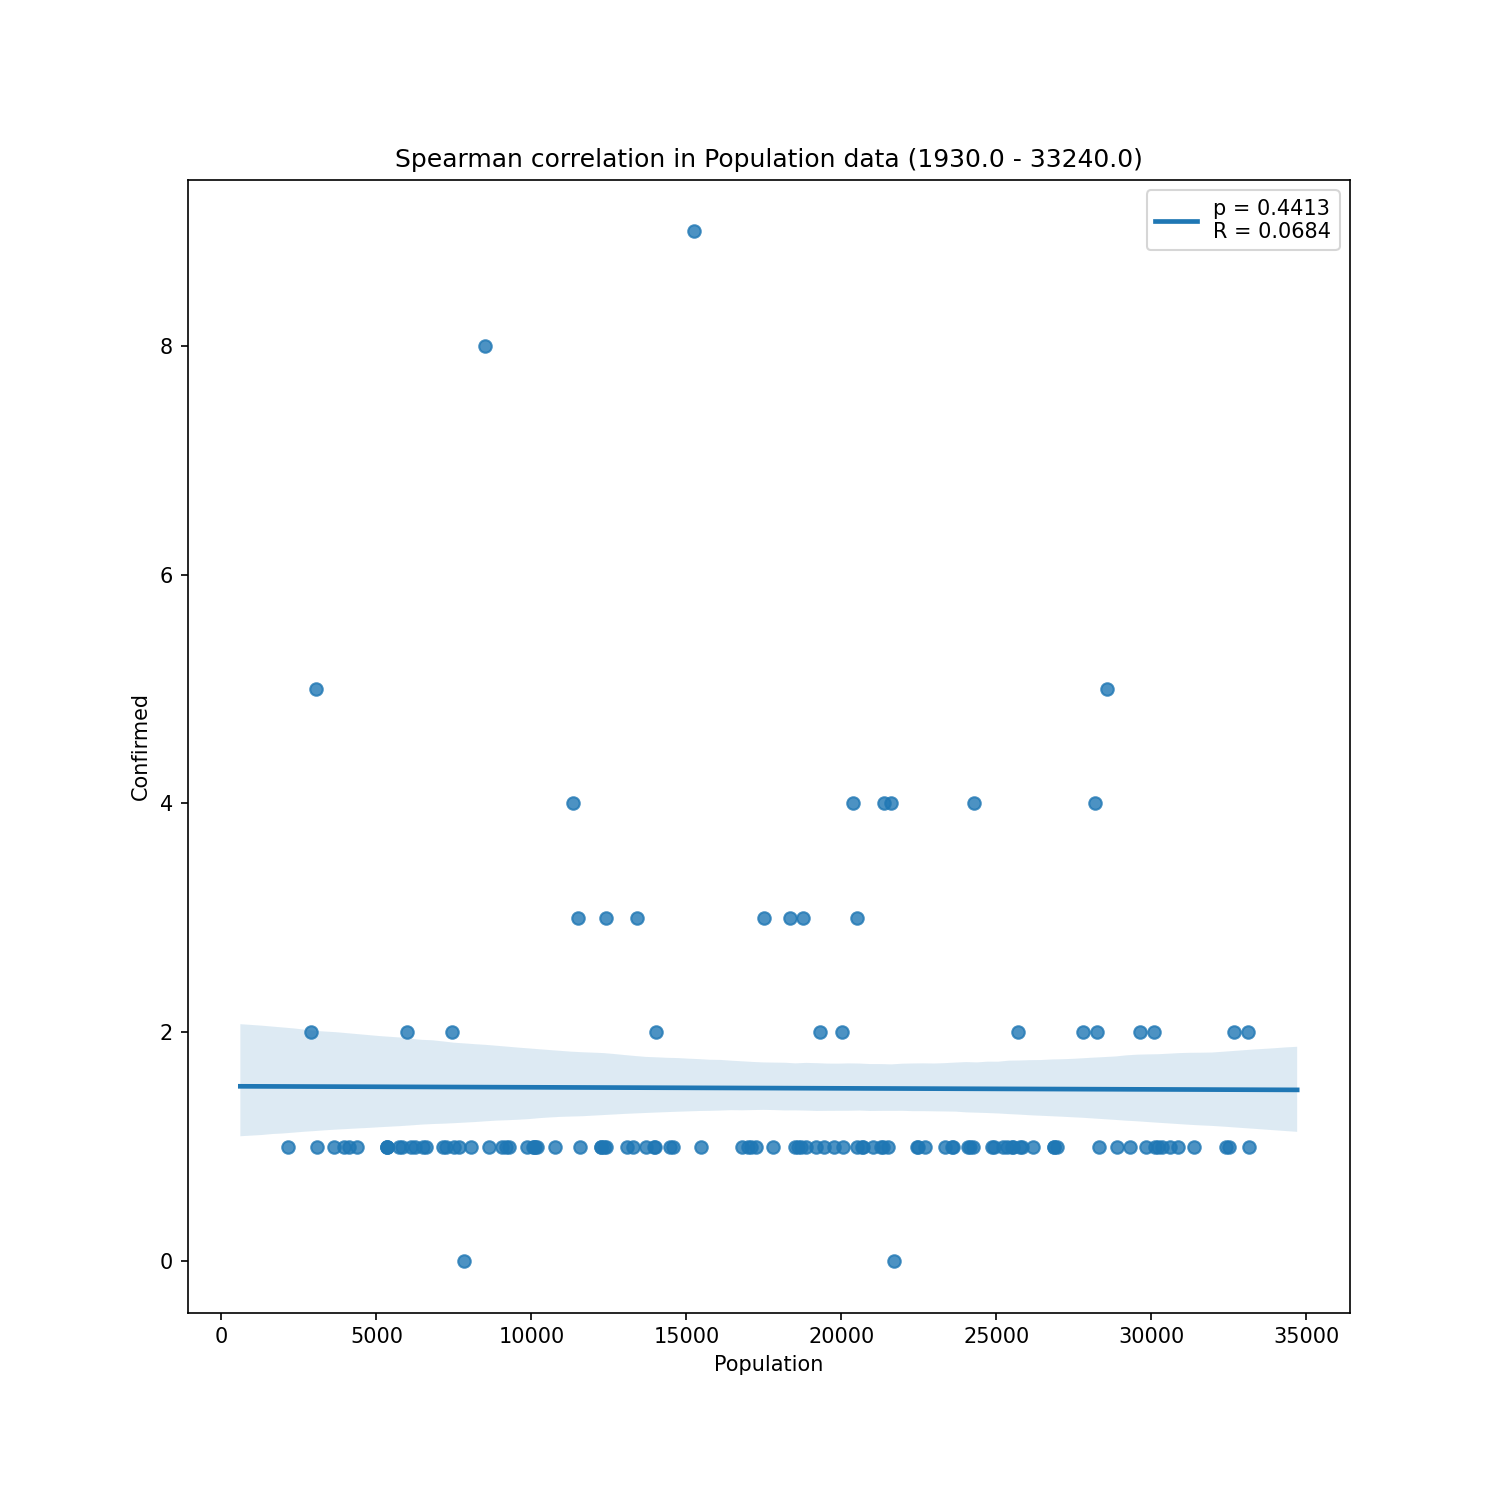 Spearman correlation in Population data (1930.0 - 33240.0)
p = 0.4413
R = 0.0684
8
6
4
2
0
Confirmed
0 5000 10000 15000 20000 25000 30000 35000
Population